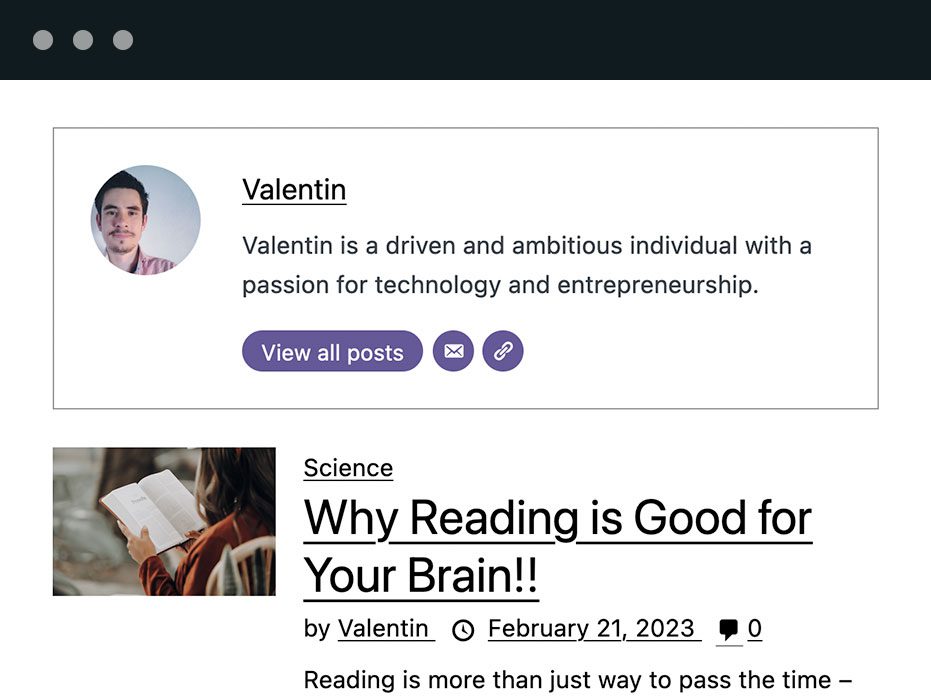 Valentin
Valentin is a driven and ambitious individual with a
passion for technology and entrepreneurship.
View all posts
Science
Why Reading is Good for
Your Brain!!
by Valentin February 21, 2023 0
Reading is more than just way to pass the time –